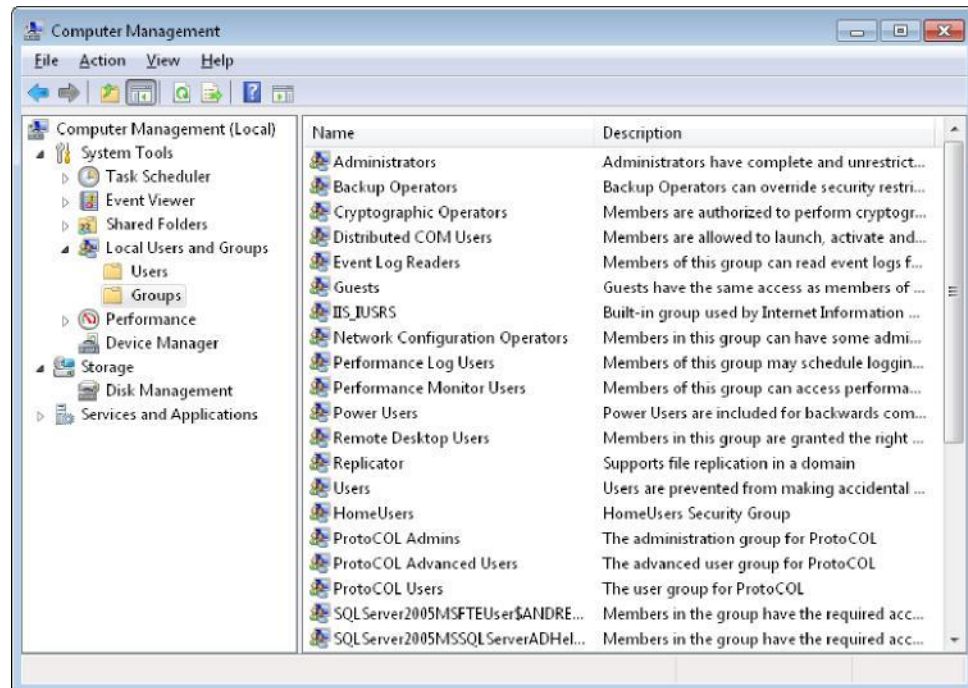 Computer Management
File Action View Help
Computer Management (Local)
System Tools
Task Scheduler
Event Viewer
Shared Folders
Local Users and Groups
Users
Groups
Performance
Device Manager
Storage
Disk Management
Services and Applications
Name Description
Administrators Administrators have complete and unrestrict...
Backup Operators Backup Operators can override security restri...
Cryptographic Operators Members are authorized to perform cryptogr...
Distributed COM Users Members are allowed to launch, activate and...
Event Log Readers Members of this group can read event logs f...
Guests Guests have the same access as members of ...
IIS_IUSRS Built-in group used by Internet Information ...
Network Configuration Operators Members in this group can have some admi...
Performance Log Users Members of this group may schedule loggin...
Performance Monitor Users Members of this group can access performa...
Power Users Power Users are included for backwards com...
Remote Desktop Users Members in this group are granted the right ...
Replicator Supports file replication in a domain
Users Users are prevented from making accidental ...
HomeUsers HomeUsers Security Group
ProtoCOL Admins The administration group for ProtoCOL
ProtoCOL Advanced Users The advanced user group for ProtoCOL
ProtoCOL Users The user group for ProtoCOL
SQLServer2005MSFTEUser$ANDRE... Members in the group have the required acc...
SQLServer2005MSSQLServerADHel... Members in the group have the required acc...